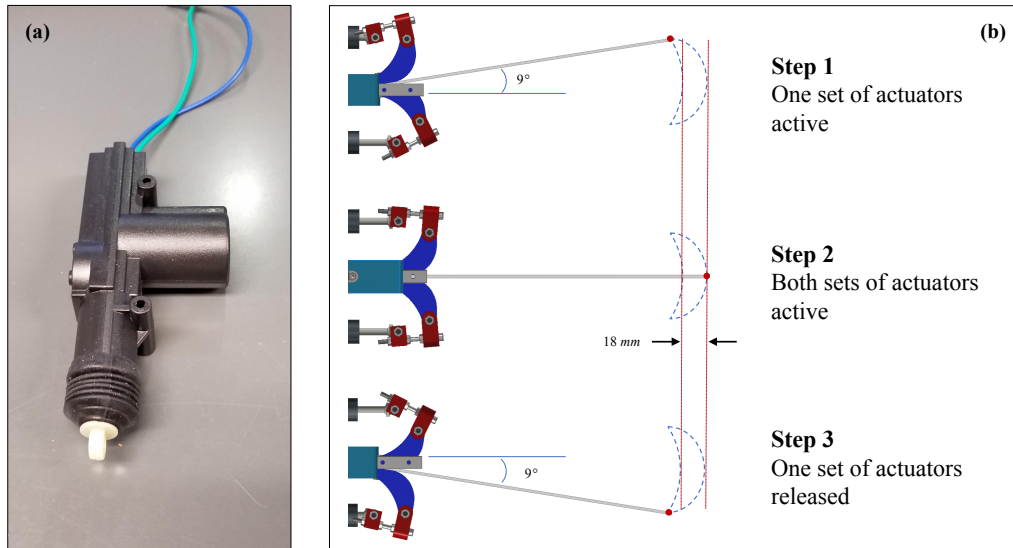 (a)
(b)
9°
Step 1
One set of actuators
active
Step 2
Both sets of actuators
active
18 mm
Step 3
One set of actuators
released
9°